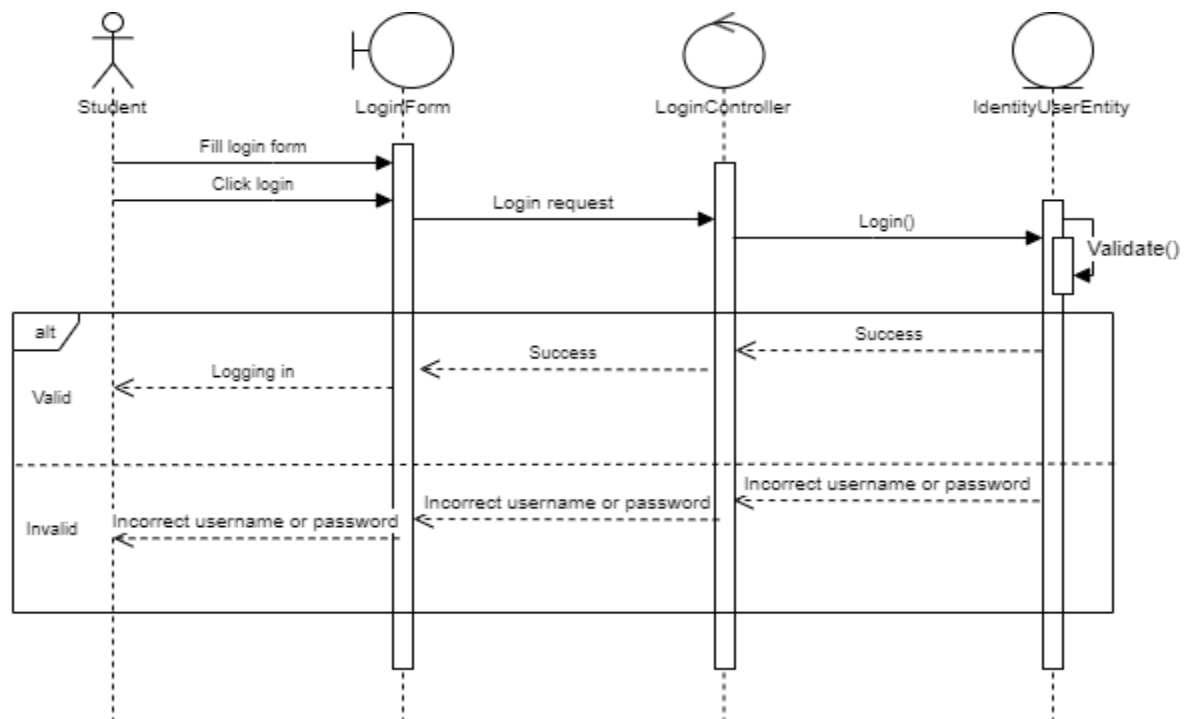 Student
LoginForm
LoginController
IdentityUserEntity
Fill login form
Click login
Login request
Login()
Validate()
alt
Success
Success
Logging in
Valid
Incorrect username or password
Incorrect username or password
Incorrect username or password
Invalid